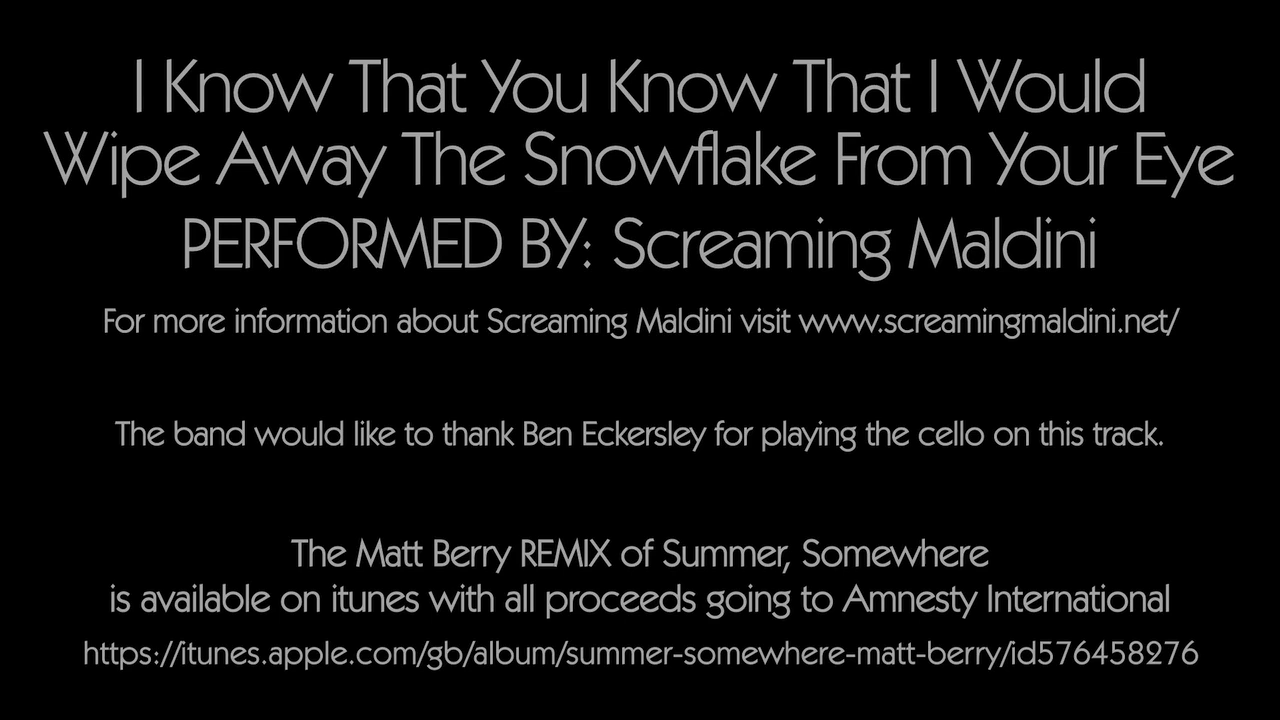 I Know That You Know That I Would
Wipe Away The Snowflake From Your Eye
PERFORMED BY: Screaming Maldini
For more information about Screaming Maldini visit www.screamingmaldini.net/
The band would like to thank Ben Eckersley for playing the cello on this track.
The Matt Berry REMIX of Summer, Somewhere
is available on itunes with all proceeds going to Amnesty International
https://itunes.apple.com/gb/album/summer-somewhere-matt-berry/id576458276